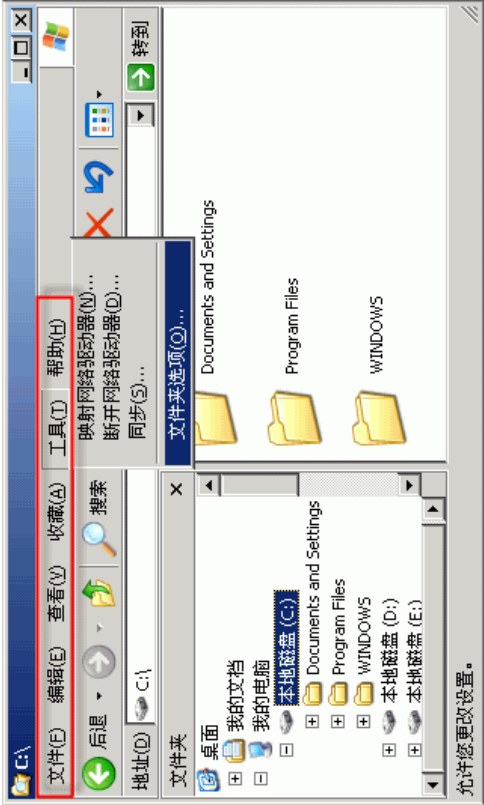 C:\
文件(F) 编辑(E) 查看(V) 收藏(A) 工具(T) 帮助(H)
后退 搜索
映射网络驱动器(N)...
断开网络驱动器(D)...
同步(S)...
文件夹选项(O)...
地址(D) C:\ 转到
文件夹
桌面
我的文档
我的电脑
本地磁盘 (C:)
Documents and Settings
Program Files
WINDOWS
本地磁盘 (D:)
本地磁盘 (E:)
Documents and Settings
Program Files
WINDOWS
允许您更改设置。